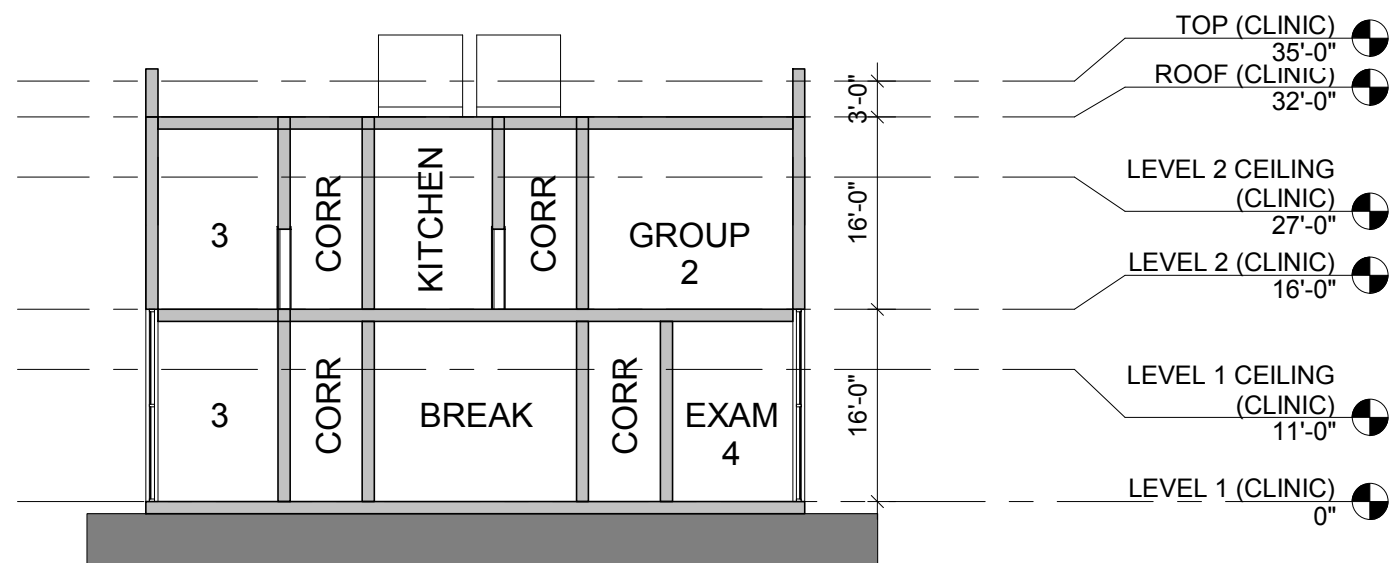 TOP (CLINIC)
35'-0"
ROOF (CLINIC)
32'-0"
3'-0"
LEVEL 2 CEILING
(CLINIC)
27'-0"
16'-0"
3
CORR
KITCHEN
CORR
GROUP
2
LEVEL 2 (CLINIC)
16'-0"
LEVEL 1 CEILING
(CLINIC)
11'-0"
16'-0"
3
CORR
BREAK
CORR
EXAM
4
LEVEL 1 (CLINIC)
0"